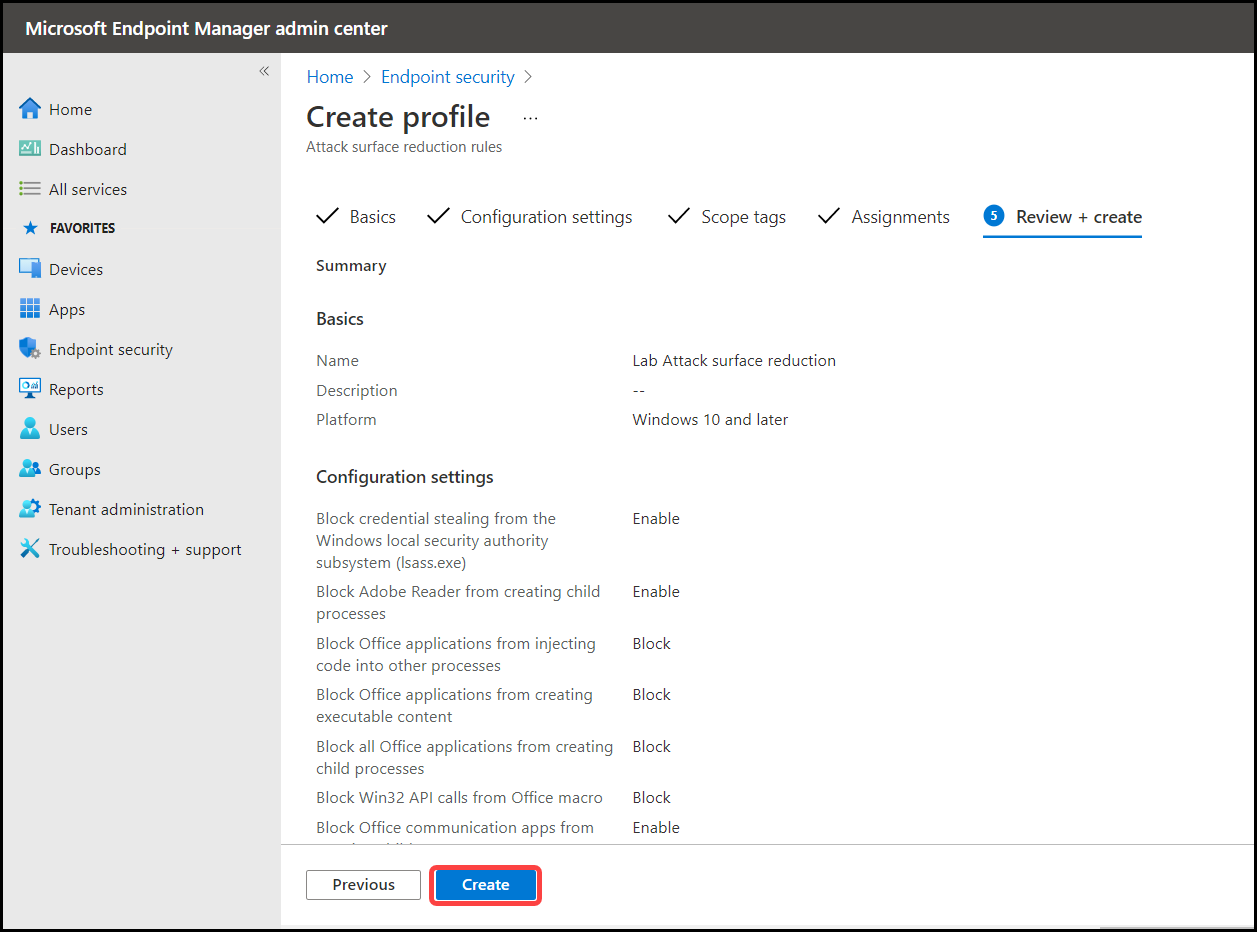 Microsoft Endpoint Manager admin center
«
Home
Dashboard
All services
FAVORITES
Devices
Apps
Endpoint security
Reports
Users
Groups
Tenant administration
Troubleshooting + support
Home > Endpoint security >
Create profile ...
Attack surface reduction rules
Basics Configuration settings Scope tags Assignments 5 Review + create
Summary
Basics
Name Lab Attack surface reduction
Description --
Platform Windows 10 and later
Configuration settings
Block credential stealing from the Enable
Windows local security authority
subsystem (lsass.exe)
Block Adobe Reader from creating child Enable
processes
Block Office applications from injecting Block
code into other processes
Block Office applications from creating Block
executable content
Block all Office applications from creating Block
child processes
Block Win32 API calls from Office macro Block
Block Office communication apps from Enable
Previous Create